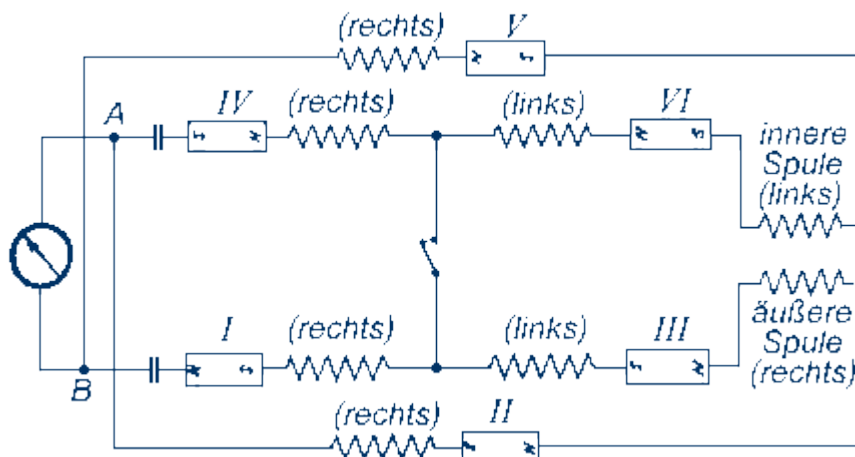 (rechts)
V
N S
A
IV
(rechts)
(links)
VI
S N
N S
innere
Spule
(links)
I
(rechts)
(links)
III
äußere
Spule
(rechts)
N S
S N
B
(rechts)
II
S N